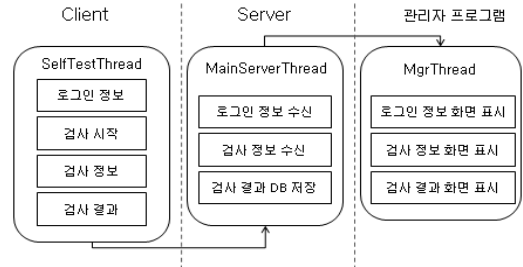 Client
Server
관리자 프로그램
SelfTestThread
로그인 정보
검사 시작
검사 정보
검사 결과
MainServerThread
로그인 정보 수신
검사 정보 수신
검사 결과 DB 저장
MgrThread
로그인 정보 화면 표시
검사 정보 화면 표시
검사 결과 화면 표시